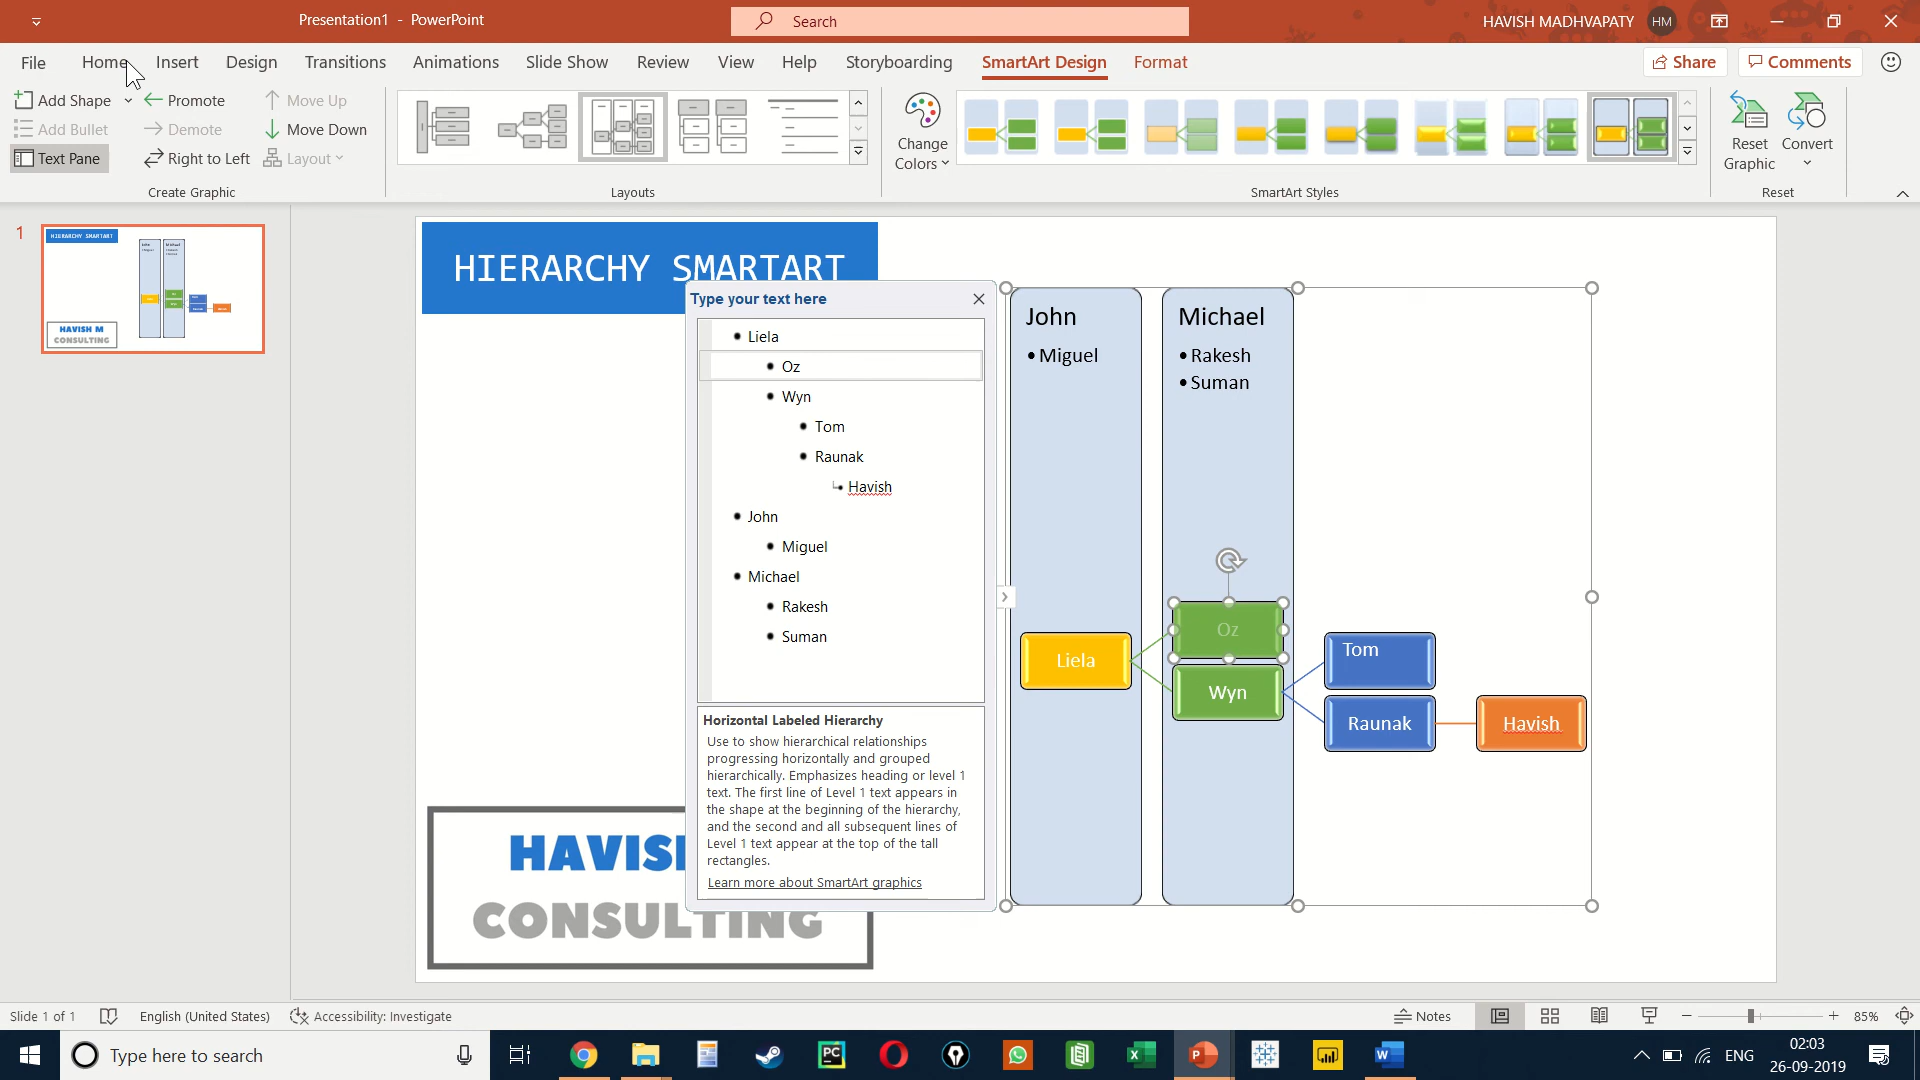 Presentation1 - PowerPoint
Search
HAVISH MADHVAPATY HM
File Home Insert Design Transitions Animations Slide Show Review View Help Storyboarding SmartArt Design Format Share Comments
Add Shape Promote Move Up
Add Bullet Demote Move Down
Text Pane Right to Left Layout
Create Graphic
Layouts
Change
Colors
SmartArt Styles
Reset
Graphic
Convert
Reset
1
HIERARCHY SMARTART
HAVISH M
CONSULTING
HIERARCHY SMARTART
Type your text here
Liela
Oz
Wyn
Tom
Raunak
Havish
John
Miguel
Michael
Rakesh
Suman
Horizontal Labeled Hierarchy
Use to show hierarchical relationships
progressing horizontally and grouped
hierarchically. Emphasizes heading or level 1
text. The first line of Level 1 text appears in
the shape at the beginning of the hierarchy,
and the second and all subsequent lines of
Level 1 text appear at the top of the tall
rectangles.
Learn more about SmartArt graphics
John
• Miguel
Michael
• Rakesh
• Suman
Liela
Oz
Wyn
Tom
Raunak
Havish
HAVIS
CONSULTING
Slide 1 of 1 English (United States) Accessibility: Investigate Notes 85%
Type here to search
ENG
02:03
26-09-2019